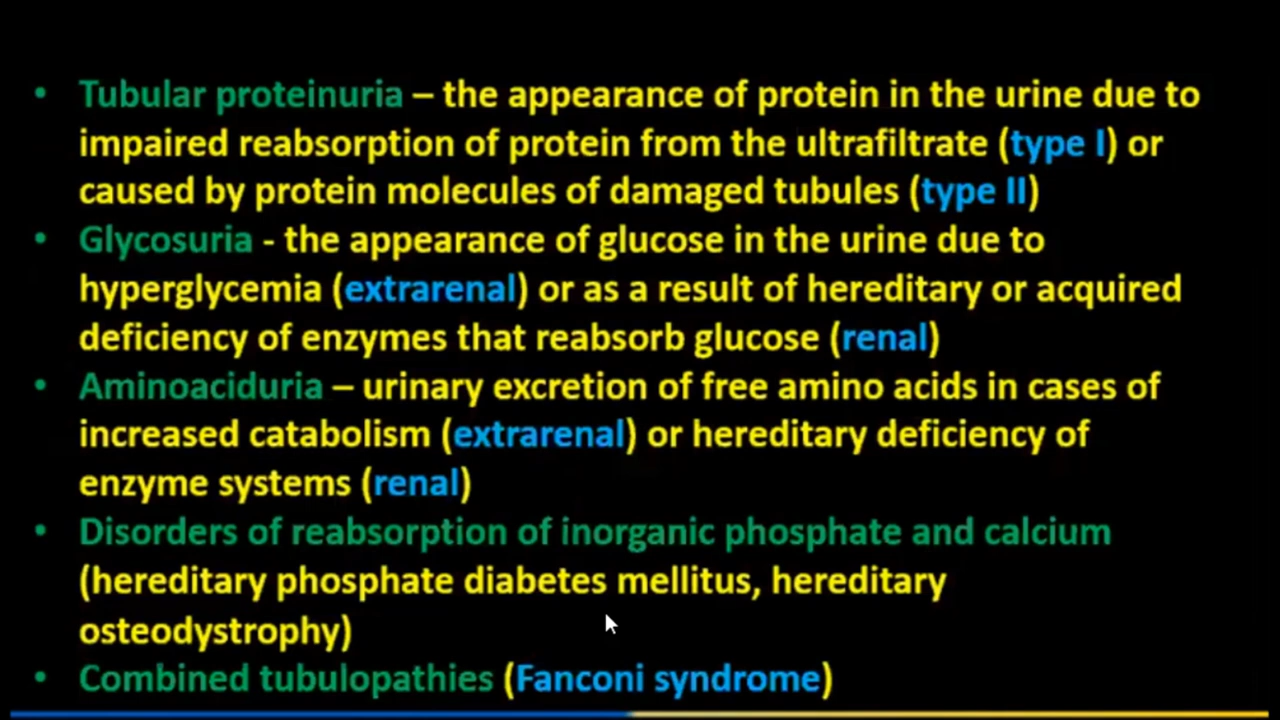 • Tubular proteinuria – the appearance of protein in the urine due to
impaired reabsorption of protein from the ultrafiltrate (type I) or
caused by protein molecules of damaged tubules (type II)
• Glycosuria - the appearance of glucose in the urine due to
hyperglycemia (extrarenal) or as a result of hereditary or acquired
deficiency of enzymes that reabsorb glucose (renal)
• Aminoaciduria – urinary excretion of free amino acids in cases of
increased catabolism (extrarenal) or hereditary deficiency of
enzyme systems (renal)
• Disorders of reabsorption of inorganic phosphate and calcium
(hereditary phosphate diabetes mellitus, hereditary
osteodystrophy)
• Combined tubulopathies (Fanconi syndrome)